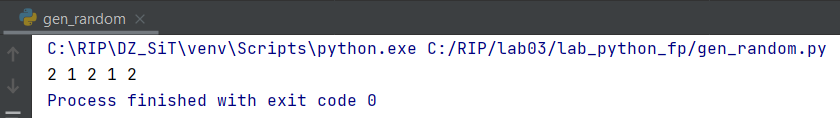 gen_random
C:\RIP\DZ_SiT\venv\Scripts\python.exe C:/RIP/lab03/lab_python_fp/gen_random.py
2 1 2 1 2
Process finished with exit code 0